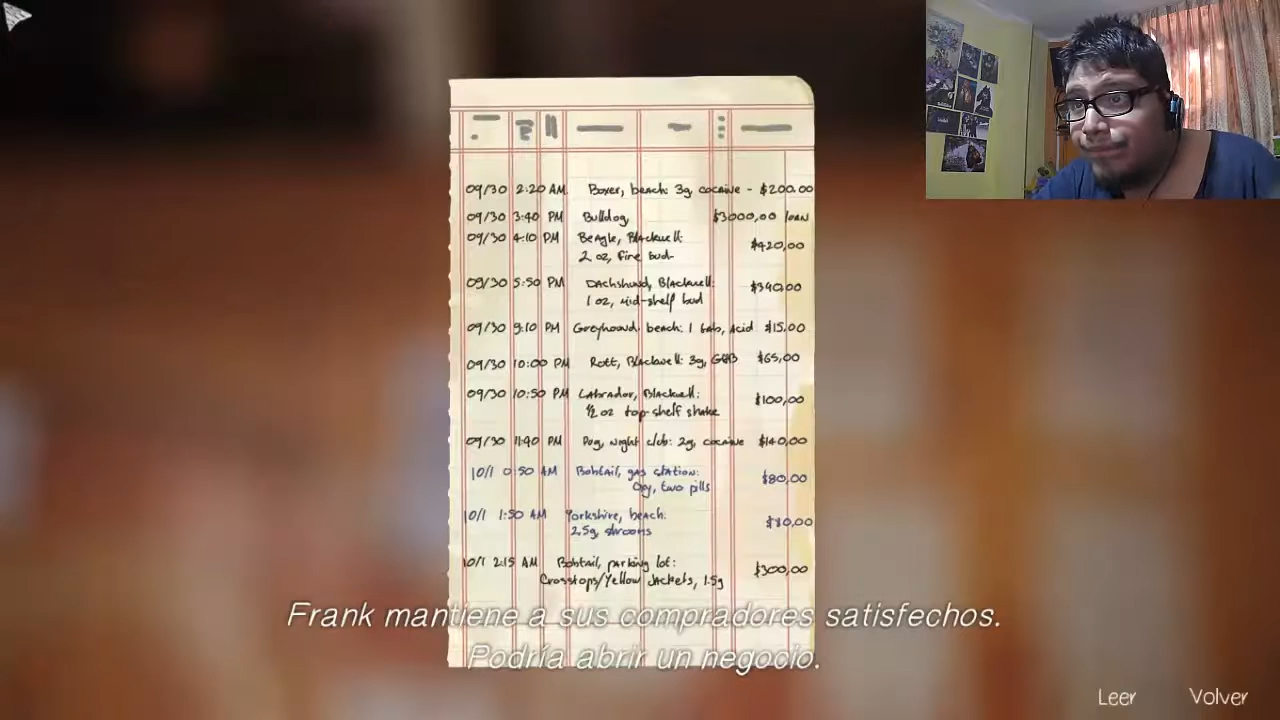 09/30 2:20 AM Boxer, beach: 3g cocaine - $200.00
09/30 3:40 PM Bulldog, $3000,00 loan
09/30 4:10 PM Beagle, Blackwell: $420,00
2 oz, fire bud
09/30 5:50 PM Dachshund, Blackwell: $340,00
1 oz, mid-shelf bud
09/30 9:10 PM Greyhound, beach: 1 tab, acid $15,00
09/30 10:00 PM Rott, Blackwell: 3g, GHB $65,00
09/30 10:50 PM Labrador, Blackwell: $100,00
1/2 oz top-shelf shake
09/30 11:40 PM Pug, night club: 2g, cocaine $140,00
10/1 0:50 AM Bobtail, gas station: $80,00
Oxy, two pills
10/1 1:50 AM Yorkshire, beach: $80,00
2.5g, shrooms
10/1 2:15 AM Bobtail, parking lot: $300,00
Crosstops/Yellow Jackets, 1.5g
Frank mantiene a sus compradores satisfechos.
Podría abrir un negocio.
Leer Volver